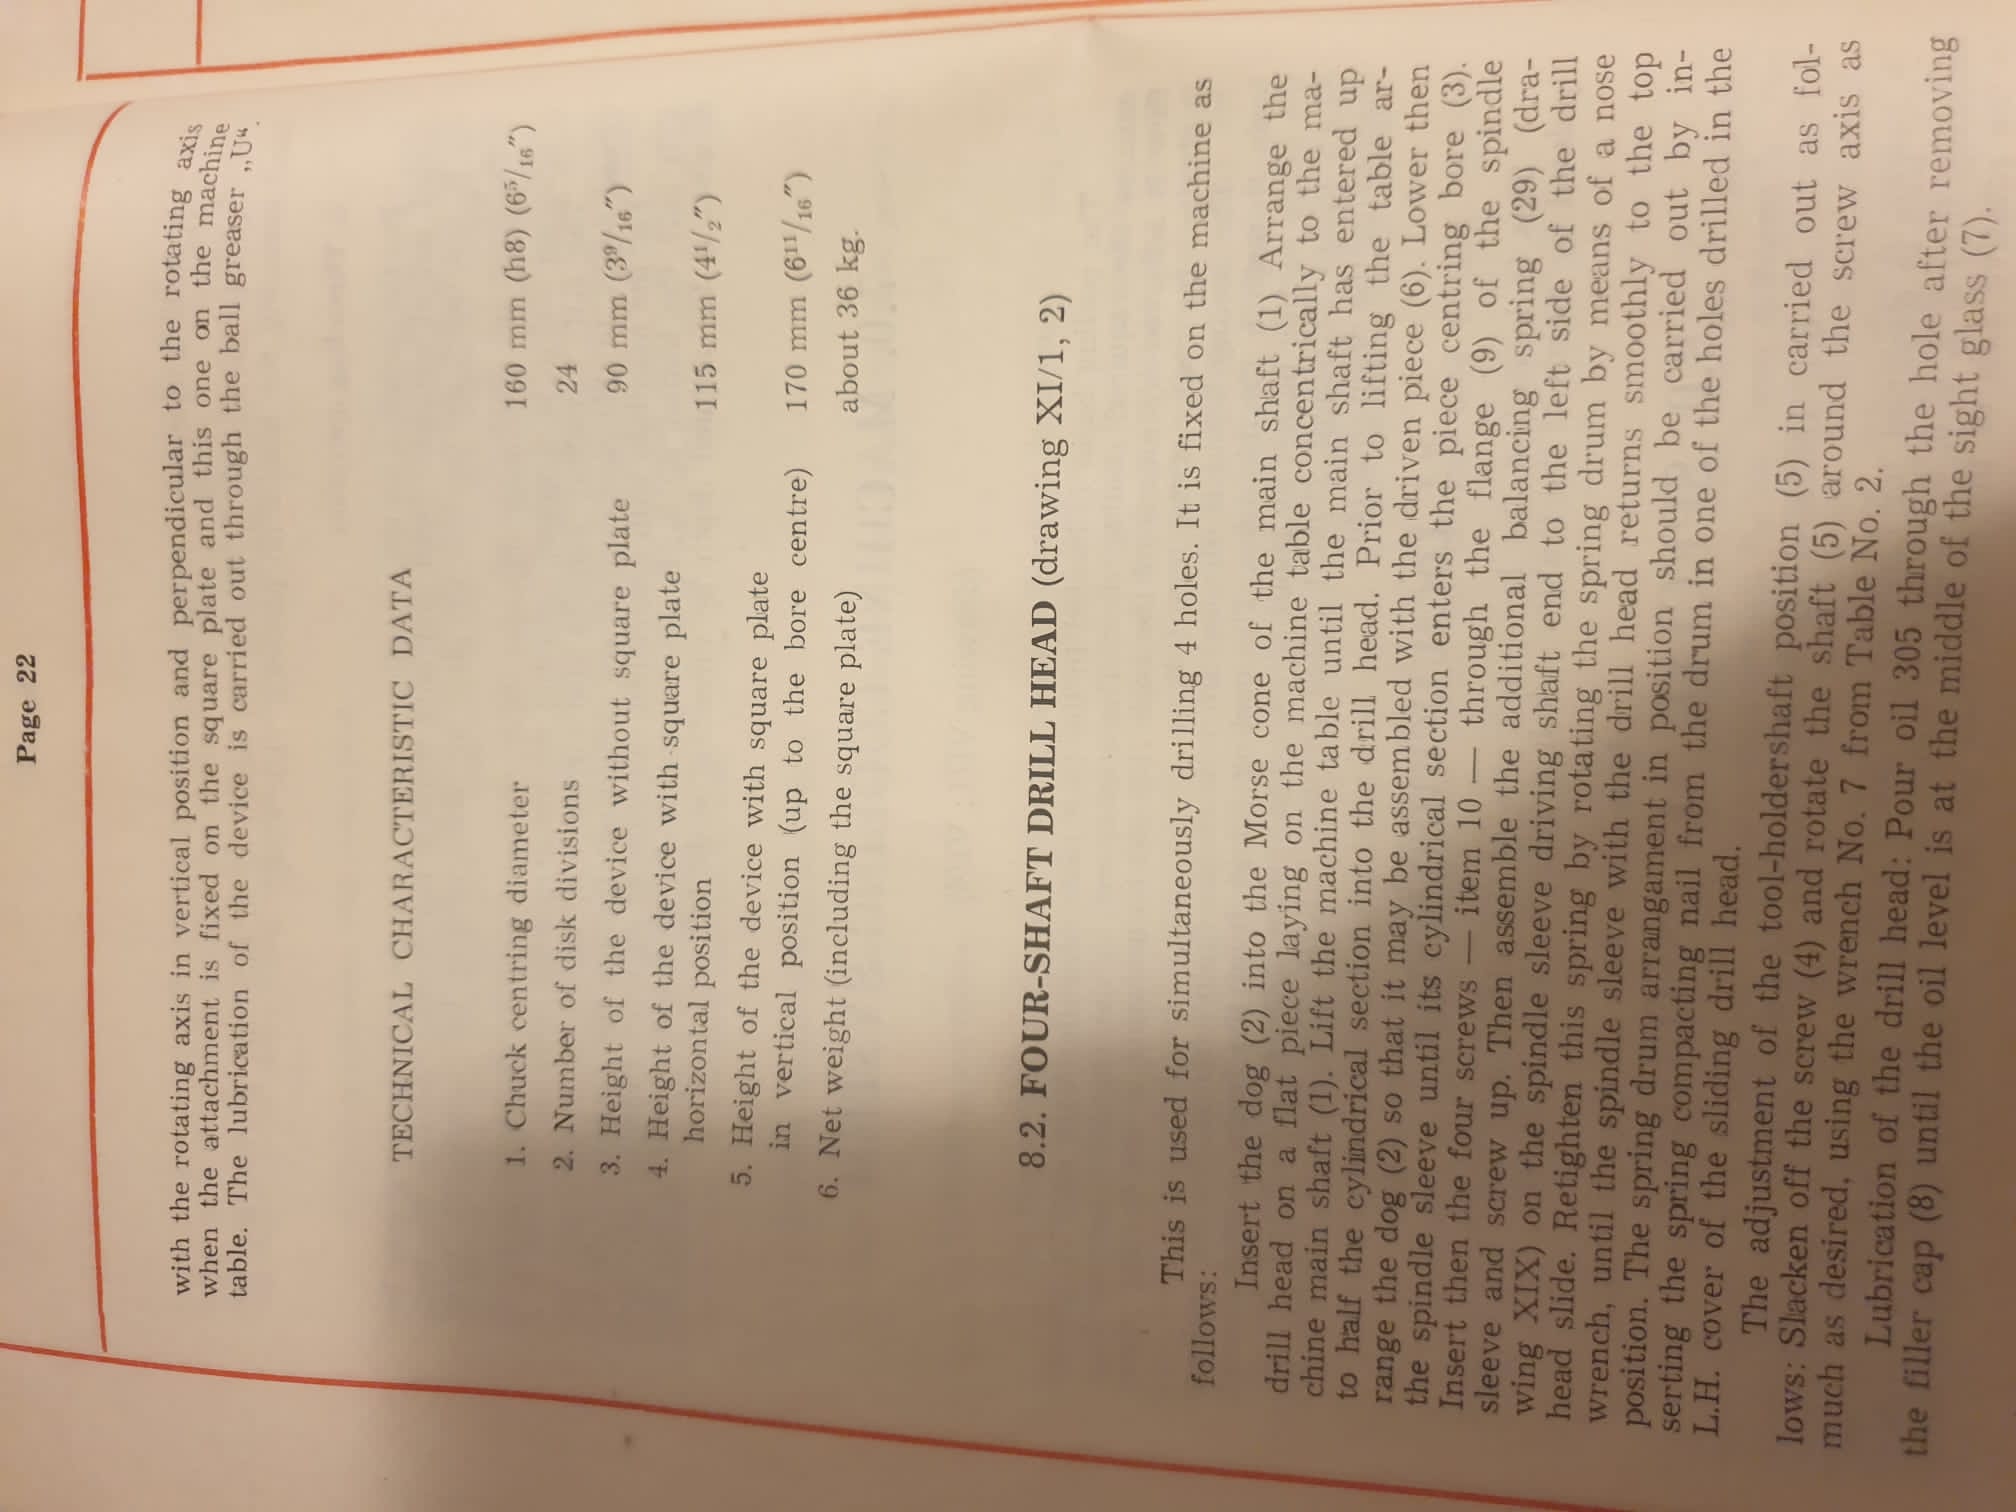 Page 22
with the rotating axis in vertical position and perpendicular to the rotating axis
when the attachment is fixed on the square plate and this one on the machine
table. The lubrication of the device is carried out through the ball greaser „U“.
TECHNICAL CHARACTERISTIC DATA
1. Chuck centring diameter 160 mm (h8) (6⁵/₁₆″)
2. Number of disk divisions 24
3. Height of the device without square plate 90 mm (3⁹/₁₆″)
4. Height of the device with square plate
horizontal position 115 mm (4¹/₂″)
5. Height of the device with square plate
in vertical position (up to the bore centre) 170 mm (6¹¹/₁₆″)
6. Net weight (including the square plate) about 36 kg.
8.2. FOUR-SHAFT DRILL HEAD (drawing XI/1, 2)
This is used for simultaneously drilling 4 holes. It is fixed on the machine as
follows:
Insert the dog (2) into the Morse cone of the main shaft (1) Arrange the
drill head on a flat piece laying on the machine table concentrically to the ma-
chine main shaft (1). Lift the machine table until the main shaft has entered up
to half the cylindrical section into the drill head. Prior to lifting the table ar-
range the dog (2) so that it may be assembled with the driven piece (6). Lower then
the spindle sleeve until its cylindrical section enters the piece centring bore (3).
Insert then the four screws — item 10 — through the flange (9) of the spindle
sleeve and screw up. Then assemble the additional balancing spring (29) (dra-
wing XIX) on the spindle sleeve driving shaft end to the left side of the drill
head slide. Retighten this spring by rotating the spring drum by means of a nose
wrench, until the spindle sleeve with the drill head returns smoothly to the top
position. The spring drum arrangament in position should be carried out by in-
serting the spring compacting nail from the drum in one of the holes drilled in the
L.H. cover of the sliding drill head.
The adjustment of the tool-holdershaft position (5) in carried out as fol-
lows: Slacken off the screw (4) and rotate the shaft (5) around the screw axis as
much as desired, using the wrench No. 7 from Table No. 2.
Lubrication of the drill head: Pour oil 305 through the hole after removing
the filler cap (8) until the oil level is at the middle of the sight glass (7).